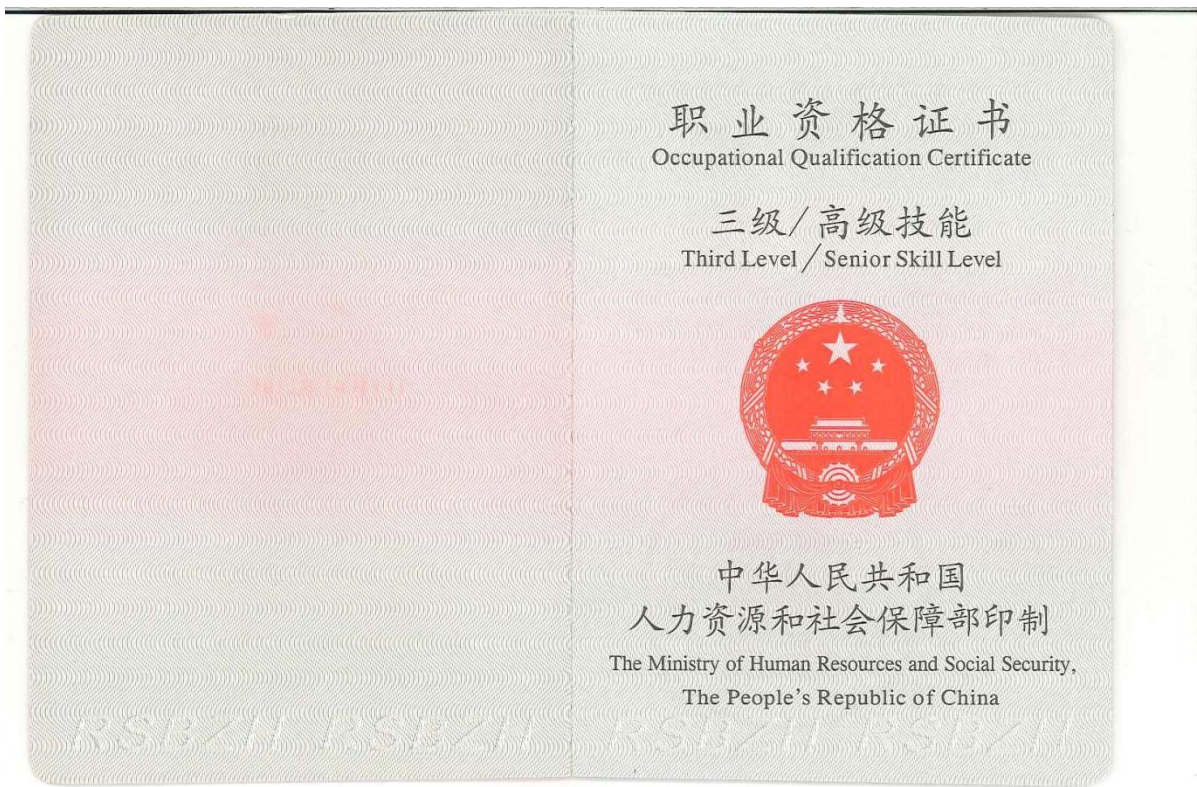 职业资格证书
Occupational Qualification Certificate
三级/高级技能
Third Level/Senior Skill Level
中华人民共和国
人力资源和社会保障部印制
The Ministry of Human Resources and Social Security,
The People's Republic of China
RSBZH RSBZH RSBZH RSBZH